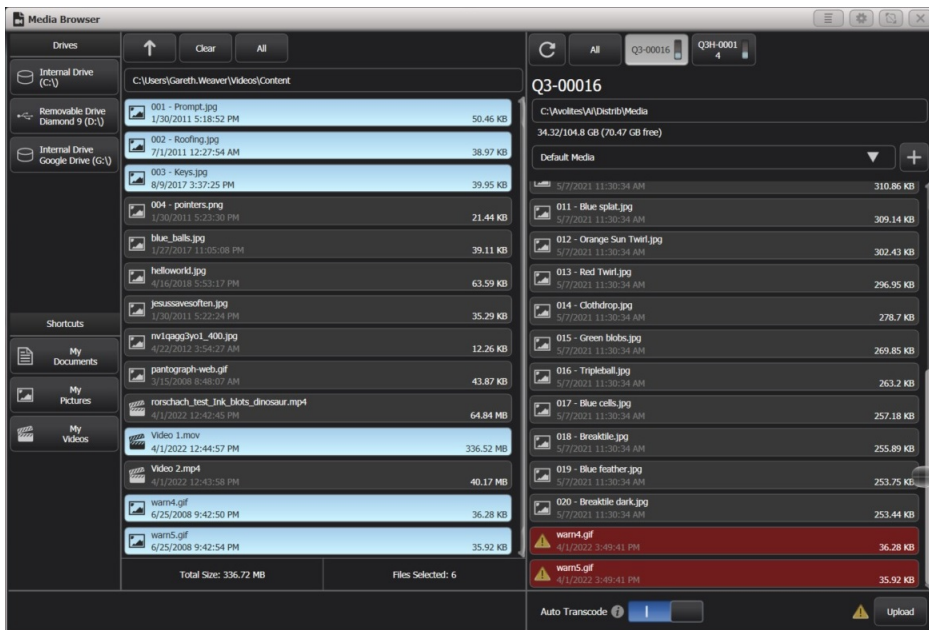 Media Browser
Drives
Internal Drive
(C:\)
Removable Drive
Diamond 9 (D:\)
Internal Drive
Google Drive (G:\)
Shortcuts
My
Documents
My
Pictures
My
Videos
Clear
All
C:\Users\Gareth.Weaver\Videos\Content
001 - Prompt.jpg
1/30/2011 5:18:52 PM 50.46 KB
002 - Roofing.jpg
7/1/2011 12:27:54 AM 38.97 KB
003 - Keys.jpg
8/9/2017 3:37:25 PM 39.95 KB
004 - pointers.png
1/30/2011 5:23:30 PM 21.44 KB
blue_balls.jpg
1/27/2017 11:05:08 PM 39.11 KB
helloworld.jpg
4/16/2018 5:53:17 PM 63.59 KB
jesussavesoften.jpg
1/30/2011 5:22:24 PM 35.29 KB
nv1qagg3yo1_400.jpg
4/22/2012 3:54:27 AM 12.26 KB
pantograph-web.gif
3/15/2008 8:48:07 AM 43.87 KB
rorschach_test_Ink_blots_dinosaur.mp4
4/1/2022 12:42:45 PM 64.84 MB
Video 1.mov
4/1/2022 12:44:57 PM 336.52 MB
Video 2.mp4
4/1/2022 12:43:58 PM 40.17 MB
warn4.gif
6/25/2008 9:42:50 PM 36.28 KB
warn5.gif
6/25/2008 9:42:54 PM 35.92 KB
Total Size: 336.72 MB Files Selected: 6
All
Q3-00016
Q3H-0001
4
Q3-00016
C:\Avolites\Ai\Distrib\Media
34.32/104.8 GB (70.47 GB free)
Default Media
5/7/2021 11:30:34 AM 310.86 KB
011 - Blue splat.jpg
5/7/2021 11:30:34 AM 309.14 KB
012 - Orange Sun Twirl.jpg
5/7/2021 11:30:34 AM 302.43 KB
013 - Red Twirl.jpg
5/7/2021 11:30:34 AM 296.95 KB
014 - Clothdrop.jpg
5/7/2021 11:30:34 AM 278.7 KB
015 - Green blobs.jpg
5/7/2021 11:30:34 AM 269.85 KB
016 - Tripleball.jpg
5/7/2021 11:30:34 AM 263.2 KB
017 - Blue cells.jpg
5/7/2021 11:30:34 AM 257.18 KB
018 - Breaktile.jpg
5/7/2021 11:30:34 AM 255.89 KB
019 - Blue feather.jpg
5/7/2021 11:30:34 AM 253.75 KB
020 - Breaktile dark.jpg
5/7/2021 11:30:34 AM 253.44 KB
warn4.gif
4/1/2022 3:49:41 PM 36.28 KB
warn5.gif
4/1/2022 3:49:41 PM 35.92 KB
Auto Transcode
Upload